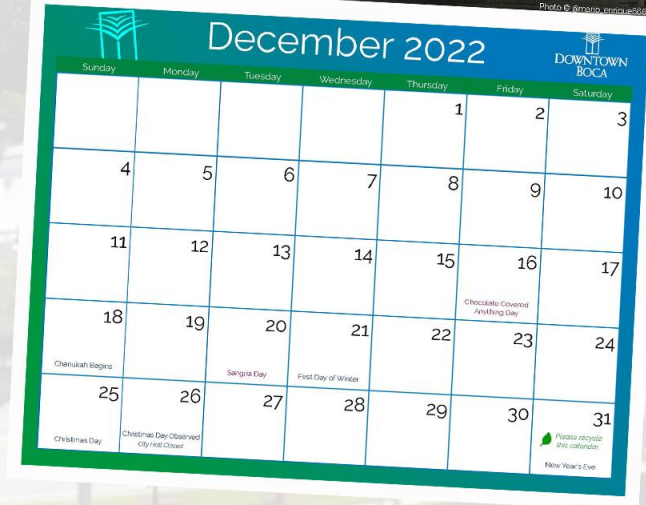 Photo © @mario_enrique866
December 2022
DOWNTOWN
BOCA
Sunday Monday Tuesday Wednesday Thursday Friday Saturday
1 2 3
4 5 6 7 8 9 10
11 12 13 14 15 16 17
Chocolate Covered
Anything Day
18 19 20 21 22 23 24
Chanukah Begins Sangria Day First Day of Winter
25 26 27 28 29 30 31
Please recycle
this calendar.
Christmas Day Christmas Day Observed
City Hall Closed
New Year's Eve